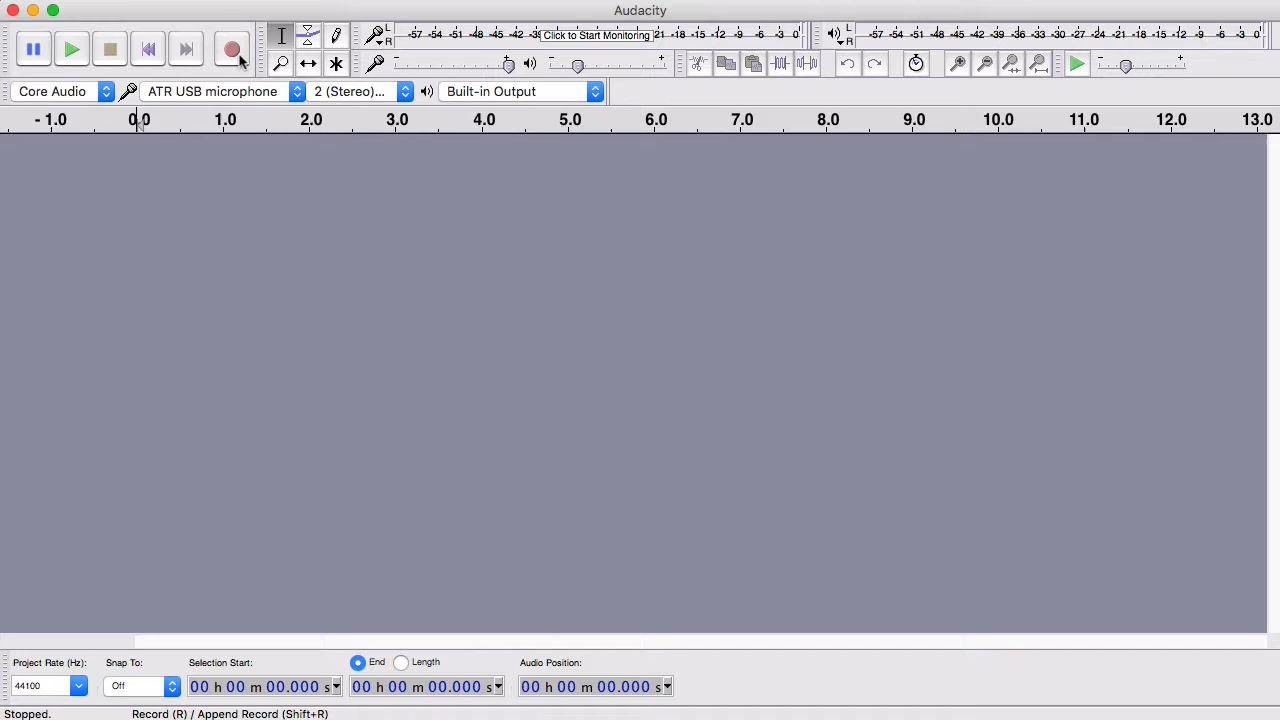 Audacity
L
R
-57 -54 -51 -48 -45 -42 -39 Click to Start Monitoring 21 -18 -15 -12 -9 -6 -3 0
L
R
-57 -54 -51 -48 -45 -42 -39 -36 -33 -30 -27 -24 -21 -18 -15 -12 -9 -6 -3 0
- + - + - +
Core Audio ATR USB microphone 2 (Stereo)... Built-in Output
- 1.0 0.0 1.0 2.0 3.0 4.0 5.0 6.0 7.0 8.0 9.0 10.0 11.0 12.0 13.0
Project Rate (Hz): Snap To: Selection Start: End Length Audio Position:
44100 Off 00 h 00 m 00.000 s 00 h 00 m 00.000 s 00 h 00 m 00.000 s
Stopped. Record (R) / Append Record (Shift+R)